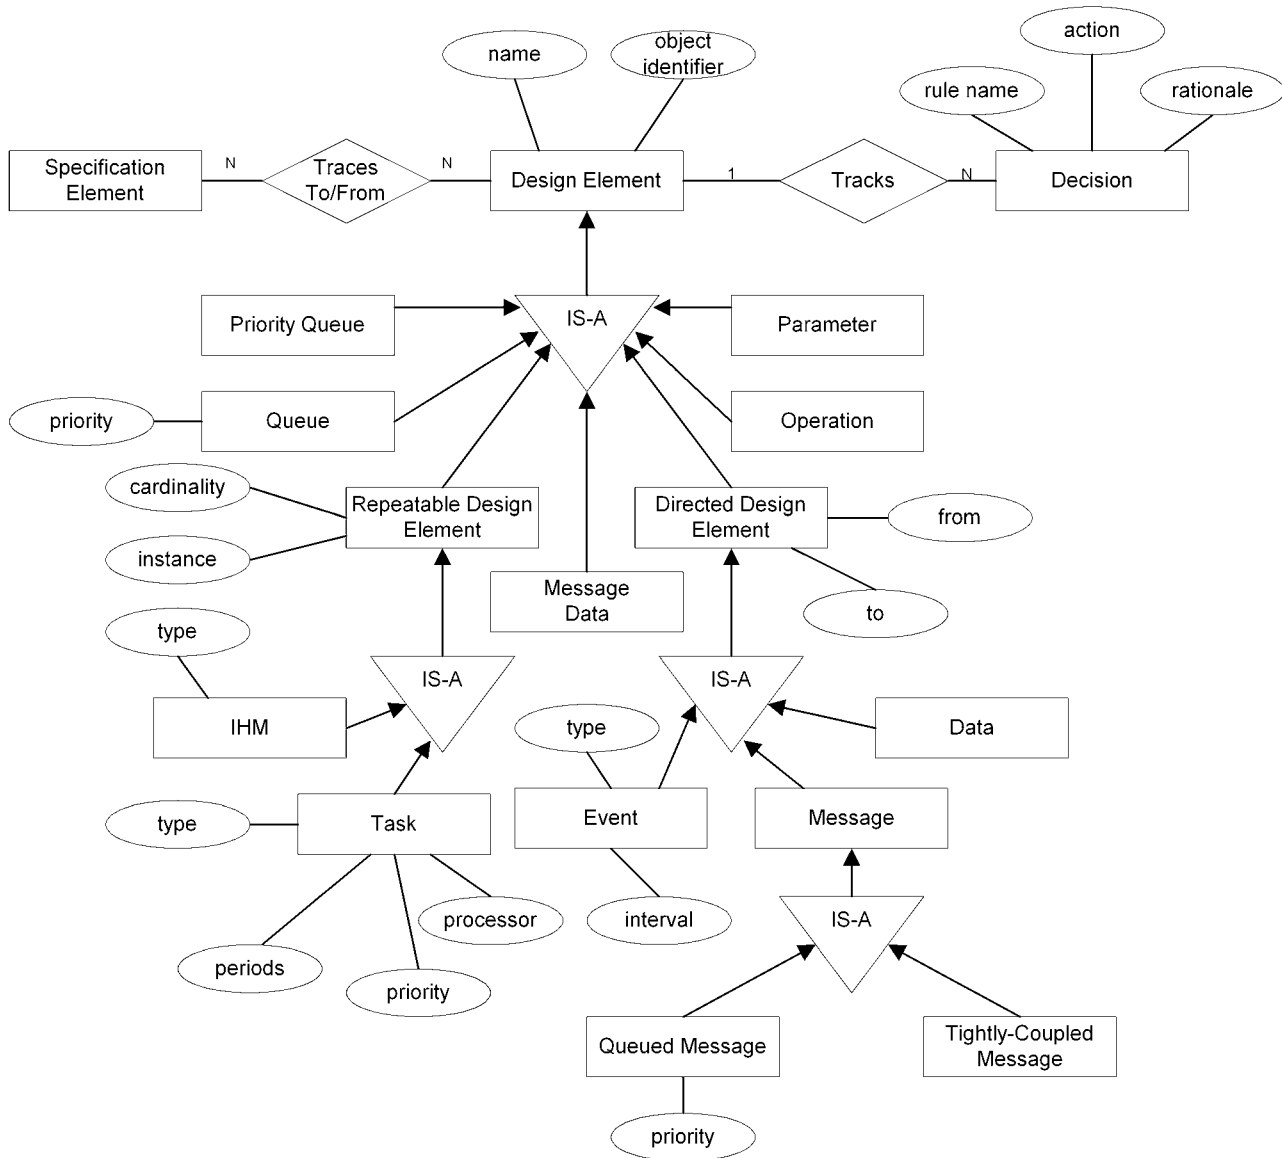 action
name
object
identifier
rule name
rationale
Specification
Element
N
Traces
To/From
N
Design Element
1
Tracks
N
Decision
Priority Queue
IS-A
Parameter
priority
Queue
Operation
cardinality
Repeatable Design
Element
Directed Design
Element
from
instance
Message
Data
to
type
IS-A
IS-A
IHM
type
Data
type
Task
Event
Message
processor
interval
IS-A
periods
priority
Queued Message
Tightly-Coupled
Message
priority